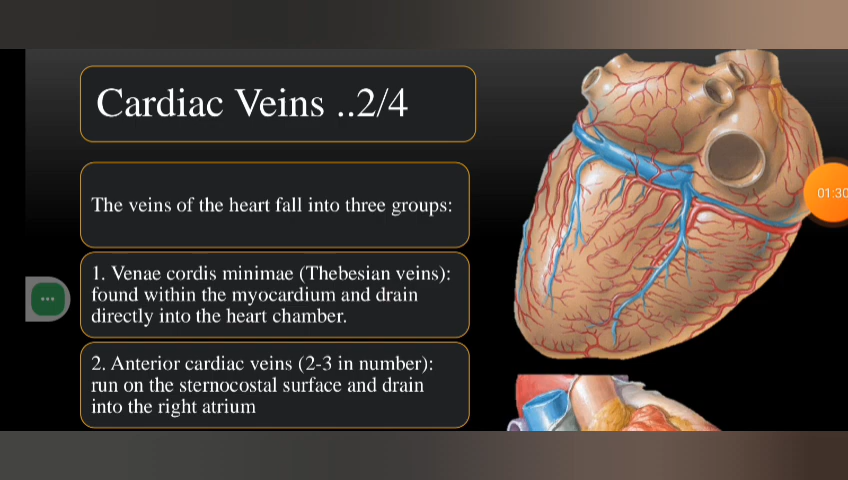 Cardiac Veins ..2/4
The veins of the heart fall into three groups:
1. Venae cordis minimae (Thebesian veins):
found within the myocardium and drain
directly into the heart chamber.
2. Anterior cardiac veins (2-3 in number):
run on the sternocostal surface and drain
into the right atrium
01:30